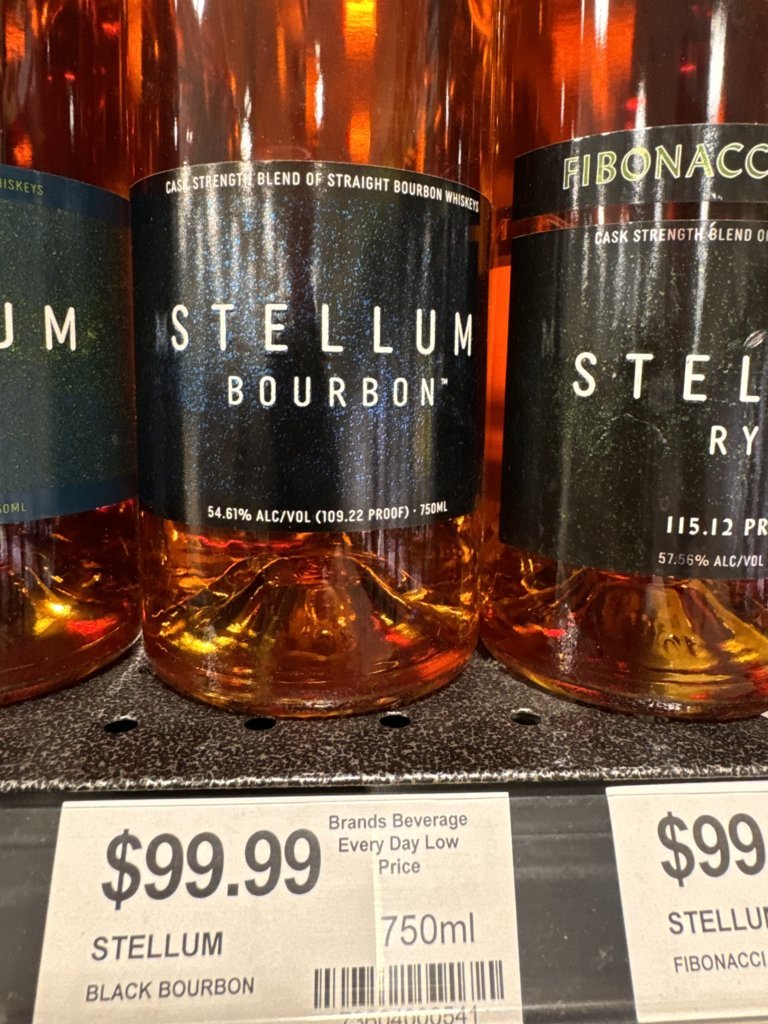 HISKEYS
UM
50ML
CASK STRENGTH BLEND OF STRAIGHT BOURBON WHISKEYS
STELLUM
BOURBON™
54.61% ALC/VOL (109.22 PROOF) · 750ML
FIBONACC
CASK STRENGTH BLEND O
STEL
RY
115.12 PR
57.56% ALC/VOL
$99.99
Brands Beverage
Every Day Low
Price
STELLUM
750ml
BLACK BOURBON
$99
STELLU
FIBONACCI